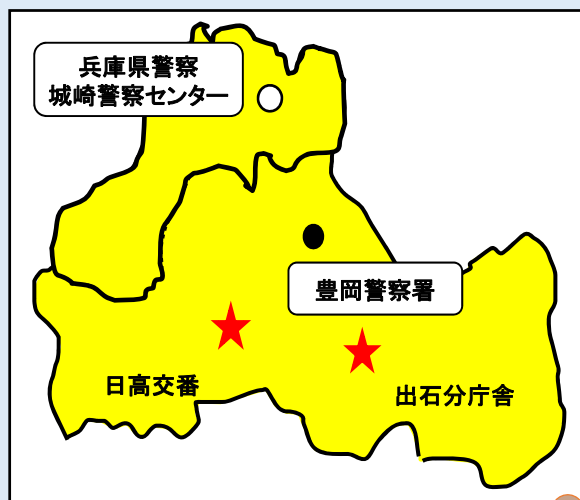 兵庫県警察
城崎警察センター
豊岡警察署
日高交番
出石分庁舎